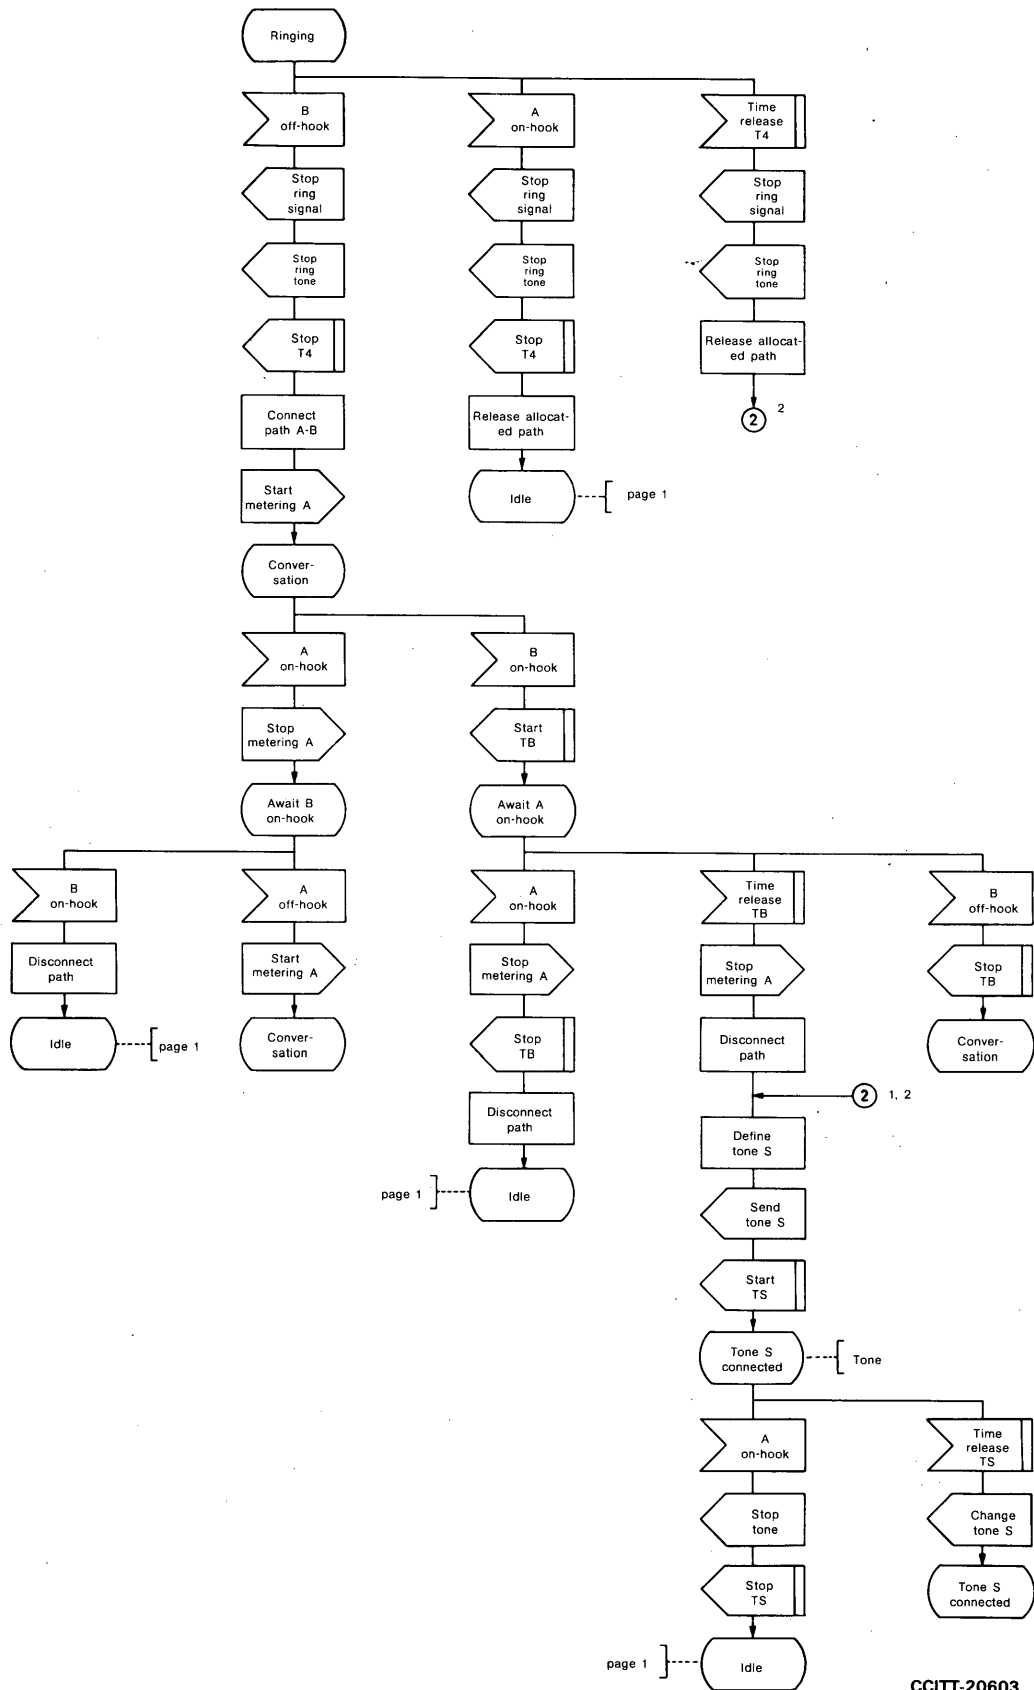 Ringing
B
off-hook
A
on-hook
Time
release
T4
Stop
ring
signal
Stop
ring
signal
Stop
ring
signal
Stop
ring
tone
Stop
ring
tone
Stop
ring
tone
Stop
T4
Stop
T4
Release allocat-
ed path
Connect
path A-B
Release allocat-
ed path
2
2
Start
metering A
Idle
page 1
Conver-
sation
A
on-hook
B
on-hook
Stop
metering A
Start
TB
Await B
on-hook
Await A
on-hook
B
on-hook
A
off-hook
A
on-hook
Time
release
TB
B
off-hook
Disconnect
path
Start
metering A
Stop
metering A
Stop
metering A
Stop
TB
Idle
page 1
Conver-
sation
Stop
TB
Disconnect
path
Conver-
sation
2
1, 2
Disconnect
path
Define
tone S
page 1
Idle
Send
tone S
Start
TS
Tone S
connected
Tone
A
on-hook
Time
release
TS
Stop
tone
Change
tone S
Stop
TS
Tone S
connected
page 1
Idle
CCITT-20603